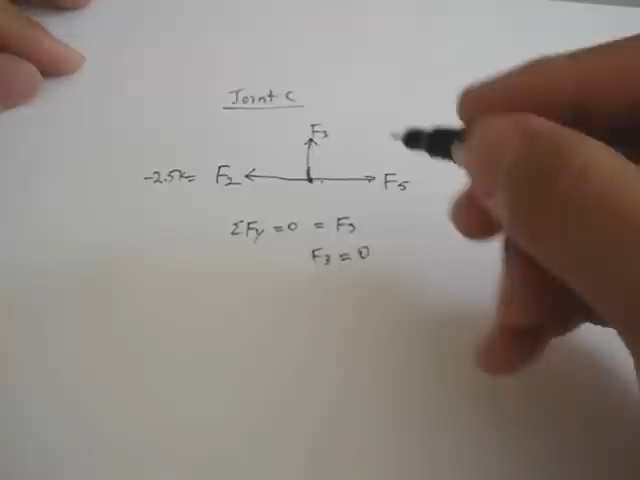 Joint C
F3
-2.5k = F2 F5
ΣFy = 0 = F3
F3 = 0